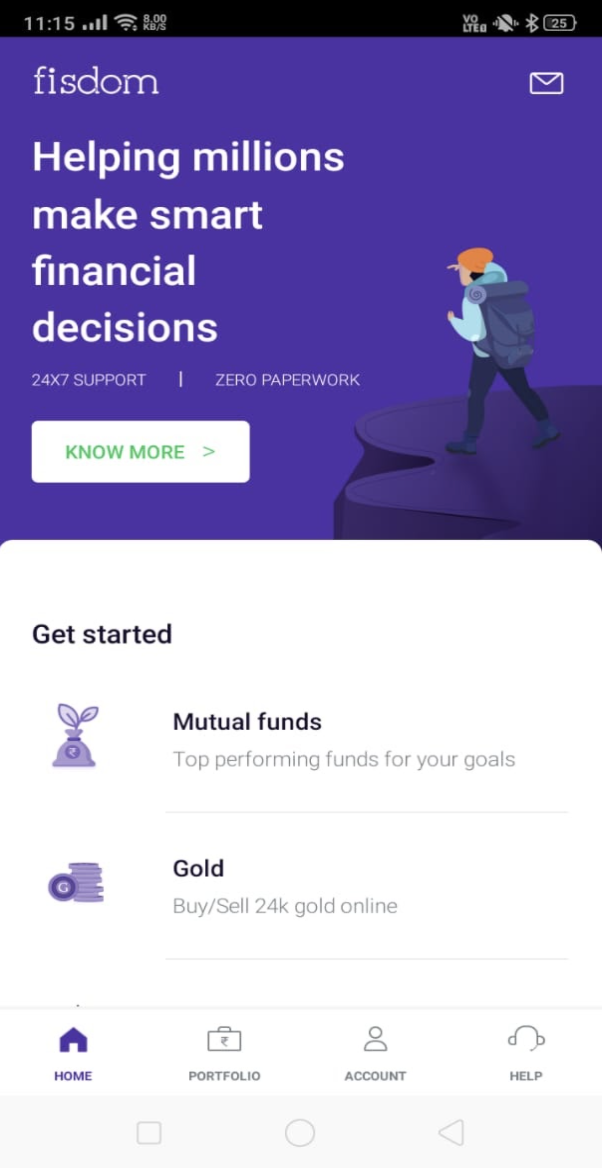 11:15 8.00 KB/S VO LTE 25
fisdom
Helping millions
make smart
financial
decisions
24X7 SUPPORT | ZERO PAPERWORK
KNOW MORE >
Get started
₹
Mutual funds
Top performing funds for your goals
G
Gold
Buy/Sell 24k gold online
₹
HOME PORTFOLIO ACCOUNT HELP